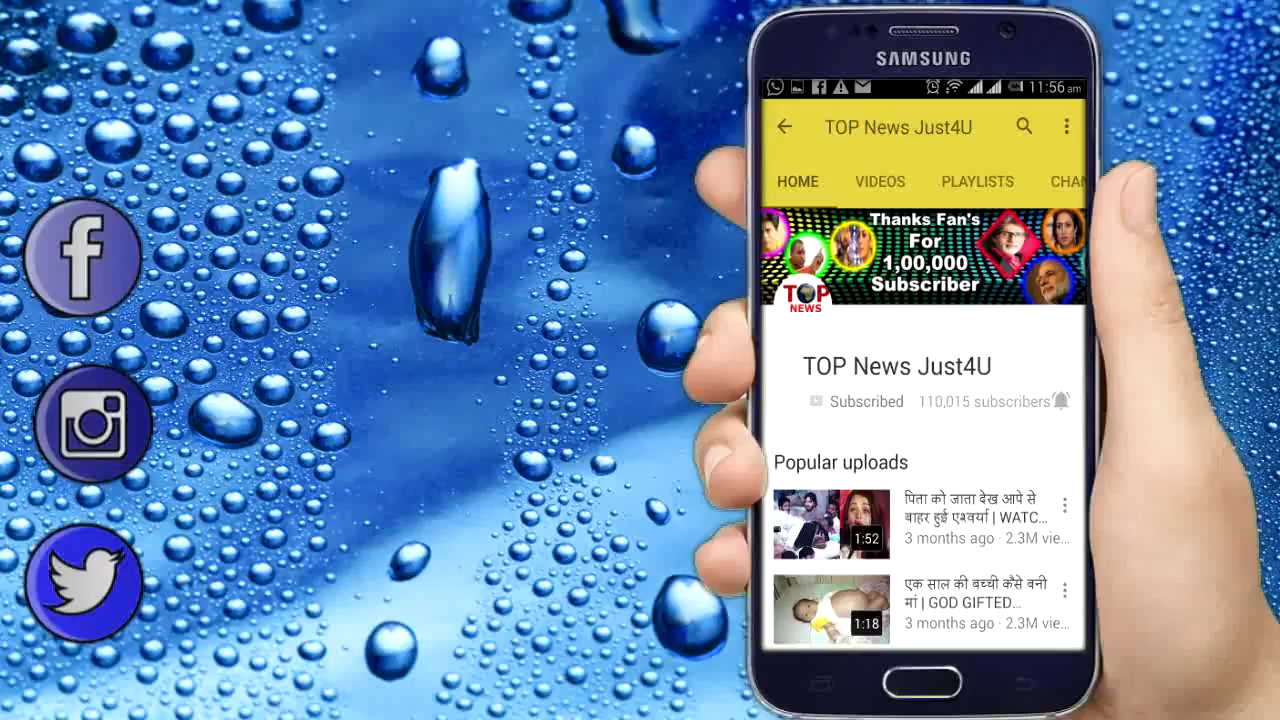 SAMSUNG
11:56 am
TOP News Just4U
HOME VIDEOS PLAYLISTS CHAN
Thanks Fan's
For
1,00,000
Subscriber
TOP
NEWS
TOP News Just4U
Subscribed 110,015 subscribers
Popular uploads
पिता को जाता देख आपे से
बाहर हुई एश्वर्या | WATC...
3 months ago · 2.3M vie...
1:52
एक साल की बच्ची कैसे बनी
मां | GOD GIFTED...
3 months ago · 2.3M vie...
1:18